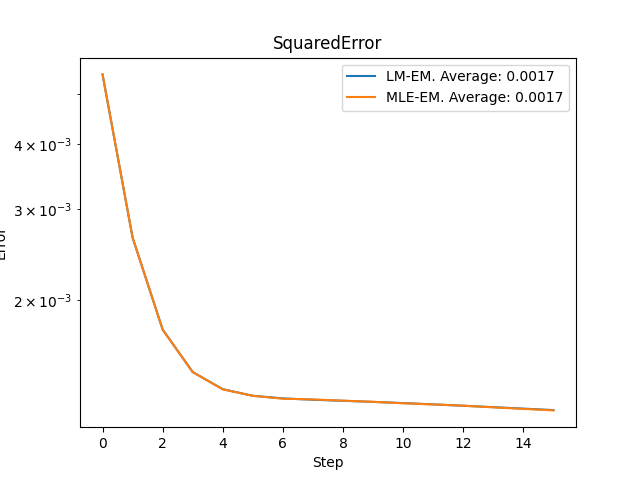 SquaredError
LM-EM. Average: 0.0017
MLE-EM. Average: 0.0017
4 × 10⁻³
3 × 10⁻³
2 × 10⁻³
Error
0 2 4 6 8 10 12 14
Step